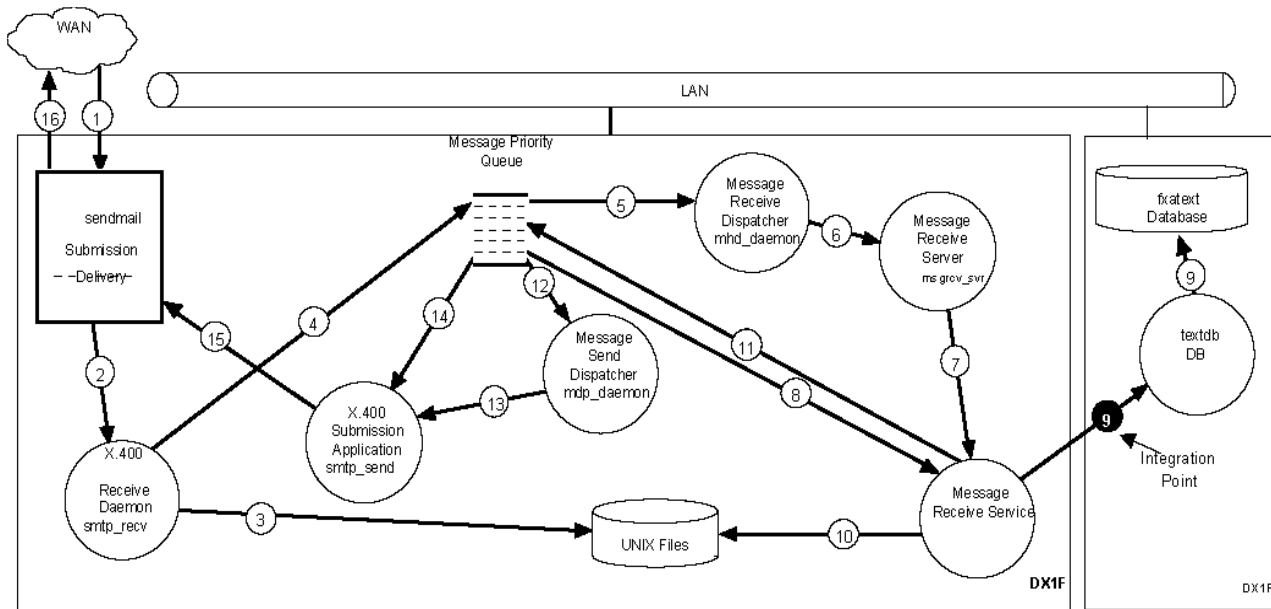 WAN
LAN
16
1
Message Priority
Queue
sendmail
Submission
Delivery
5
Message
Receive
Dispatcher
mhd_daemon
6
Message
Receive
Server
msgrcv_svr
fxatext
Database
9
4
12
14
15
11
Message
Send
Dispatcher
mdp_daemon
7
textdb
DB
2
13
8
X.400
Submission
Application
smtp_send
9
Integration
Point
X.400
Receive
Daemon
smtp_recv
3
UNIX Files
10
Message
Receive Service
DX1F
DX1F